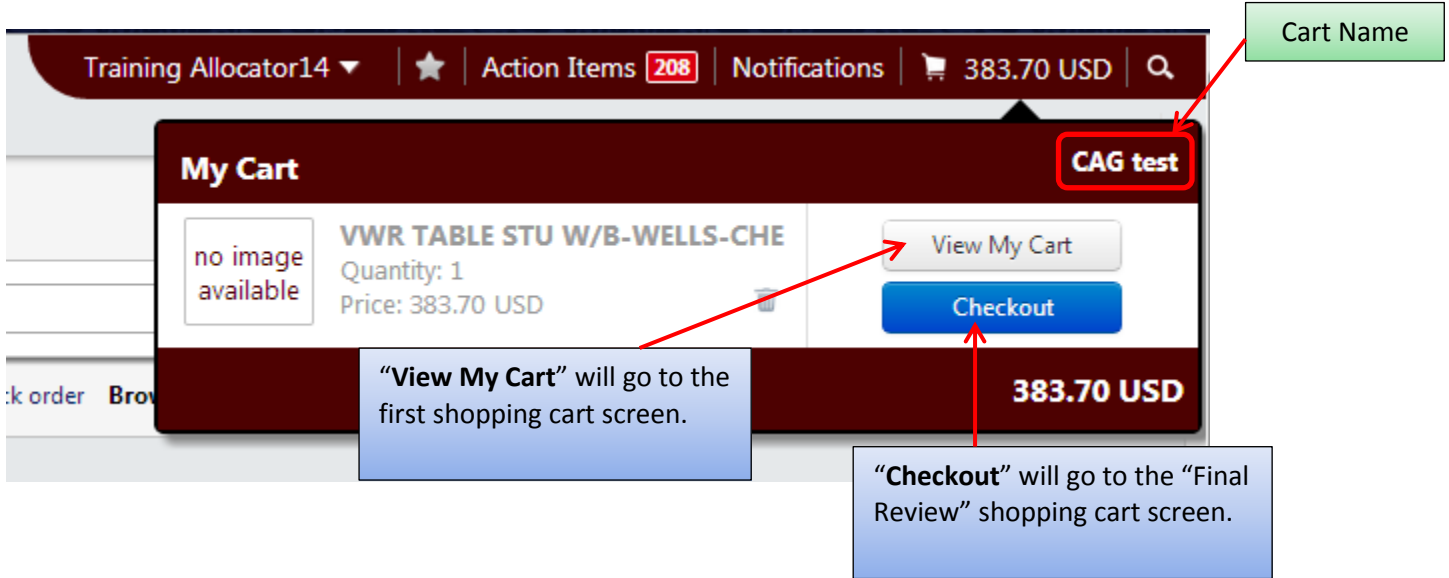 Cart Name
Training Allocator14 Action Items 208 Notifications 383.70 USD
My Cart CAG test
no image
available
VWR TABLE STU W/B-WELLS-CHE
Quantity: 1
Price: 383.70 USD
View My Cart
Checkout
383.70 USD
order
“View My Cart” will go to the
first shopping cart screen.
“Checkout” will go to the “Final
Review” shopping cart screen.